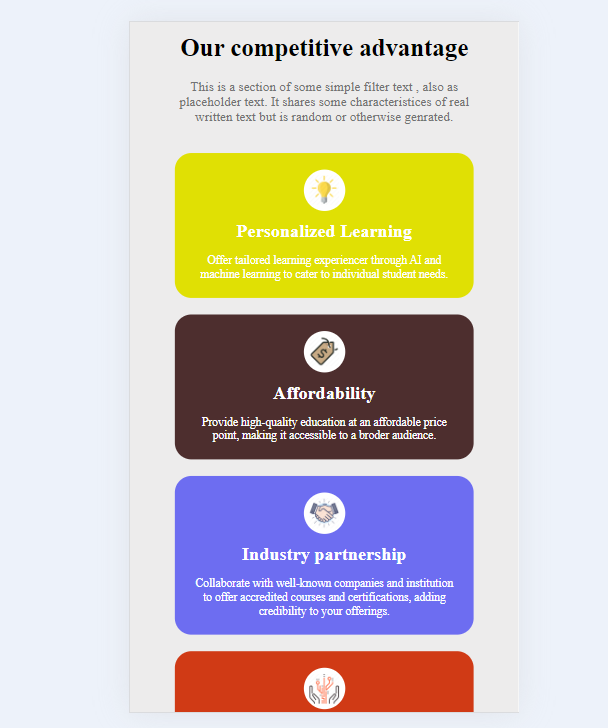 Our competitive advantage
This is a section of some simple filter text , also as
placeholder text. It shares some characteristices of real
written text but is random or otherwise genrated.
Personalized Learning
Offer tailored learning experiencer through AI and
machine learning to cater to individual student needs.
$
Affordability
Provide high-quality education at an affordable price
point, making it accessible to a broder audience.
Industry partnership
Collaborate with well-known companies and institution
to offer accredited courses and certifications, adding
credibility to your offerings.